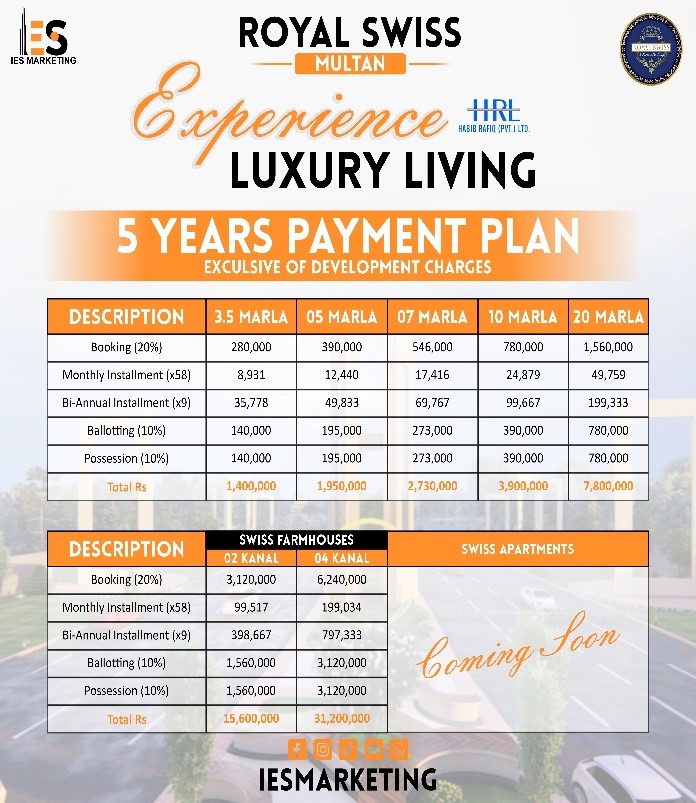 IES
IES MARKETING
ROYAL SWISS
MULTAN
ROYAL SWISS
Experience
HRL
HABIB RAFIQ (PVT.) LTD.
LUXURY LIVING
5 YEARS PAYMENT PLAN
EXCULSIVE OF DEVELOPMENT CHARGES
DESCRIPTION 3.5 MARLA 05 MARLA 07 MARLA 10 MARLA 20 MARLA
Booking (20%) 280,000 390,000 546,000 780,000 1,560,000
Monthly Installment (x58) 8,931 12,440 17,416 24,879 49,759
Bi-Annual Installment (x9) 35,778 49,833 69,767 99,667 199,333
Ballotting (10%) 140,000 195,000 273,000 390,000 780,000
Possession (10%) 140,000 195,000 273,000 390,000 780,000
Total Rs 1,400,000 1,950,000 2,730,000 3,900,000 7,800,000
DESCRIPTION SWISS FARMHOUSES SWISS APARTMENTS
02 KANAL 04 KANAL
Booking (20%) 3,120,000 6,240,000
Monthly Installment (x58) 99,517 199,034
Bi-Annual Installment (x9) 398,667 797,333
Ballotting (10%) 1,560,000 3,120,000
Possession (10%) 1,560,000 3,120,000
Total Rs 15,600,000 31,200,000
Coming Soon
IESMARKETING